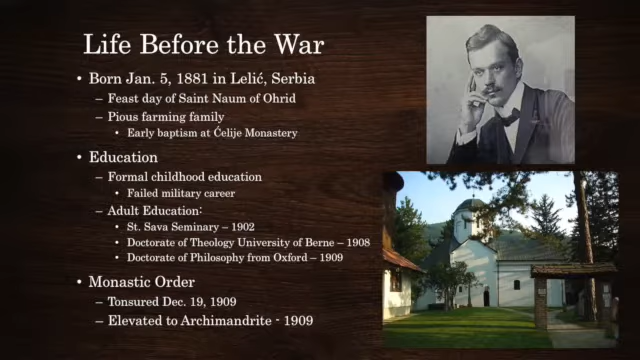 Life Before the War
• Born Jan. 5, 1881 in Lelić, Serbia
– Feast day of Saint Naum of Ohrid
– Pious farming family
• Early baptism at Ćelije Monastery
• Education
– Formal childhood education
• Failed military career
– Adult Education:
• St. Sava Seminary – 1902
• Doctorate of Theology University of Berne – 1908
• Doctorate of Philosophy from Oxford – 1909
• Monastic Order
– Tonsured Dec. 19, 1909
– Elevated to Archimandrite - 1909